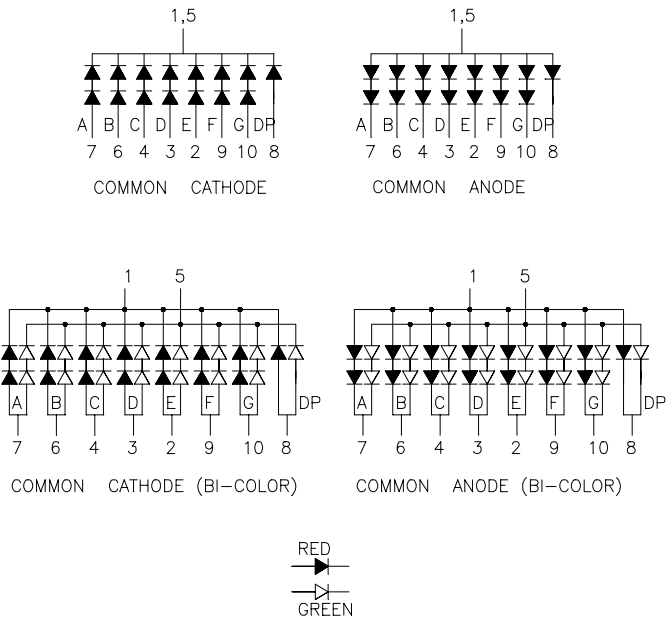 1,5 1,5
A B C D E F G DP A B C D E F G DP
7 6 4 3 2 9 10 8 7 6 4 3 2 9 10 8
COMMON CATHODE COMMON ANODE
1 5 1 5
A B C D E F G DP A B C D E F G DP
7 6 4 3 2 9 10 8 7 6 4 3 2 9 10 8
COMMON CATHODE (BI-COLOR) COMMON ANODE (BI-COLOR)
RED
GREEN